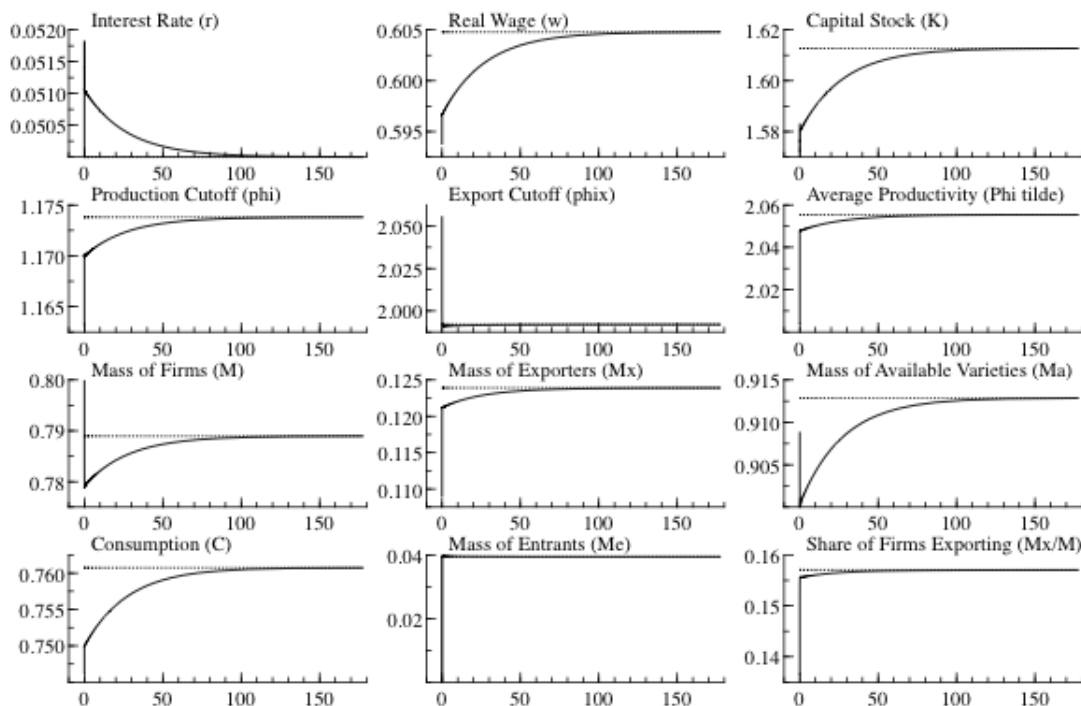 Interest Rate (r)
0.0520
0.0515
0.0510
0.0505
0 50 100 150
Real Wage (w)
0.605
0.600
0.595
0 50 100 150
Capital Stock (K)
1.62
1.60
1.58
0 50 100 150
Production Cutoff (phi)
1.175
1.170
1.165
0 50 100 150
Export Cutoff (phix)
2.050
2.025
2.000
0 50 100 150
Average Productivity (Phi tilde)
2.06
2.04
2.02
0 50 100 150
Mass of Firms (M)
0.80
0.79
0.78
0 50 100 150
Mass of Exporters (Mx)
0.125
0.120
0.115
0.110
0 50 100 150
Mass of Available Varieties (Ma)
0.915
0.910
0.905
0 50 100 150
Consumption (C)
0.760
0.755
0.750
0 50 100 150
Mass of Entrants (Me)
0.04
0.02
0 50 100 150
Share of Firms Exporting (Mx/M)
0.16
0.15
0.14
0 50 100 150